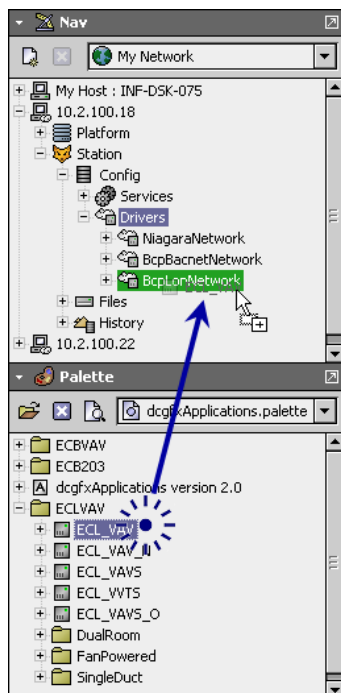 Nav
My Network
My Host : INF-DSK-075
10.2.100.18
Platform
Station
Config
Services
Drivers
NiagaraNetwork
BcpBacnetNetwork
BcpLonNetwork
Files
History
10.2.100.22
Palette
dcgfxApplications.palette
ECBVAV
ECB203
A dcgfxApplications version 2.0
ECLVAV
ECL_VAV
ECL_VAV_N
ECL_VAVS
ECL_VVTS
ECL_VAVS_O
DualRoom
FanPowered
SingleDuct